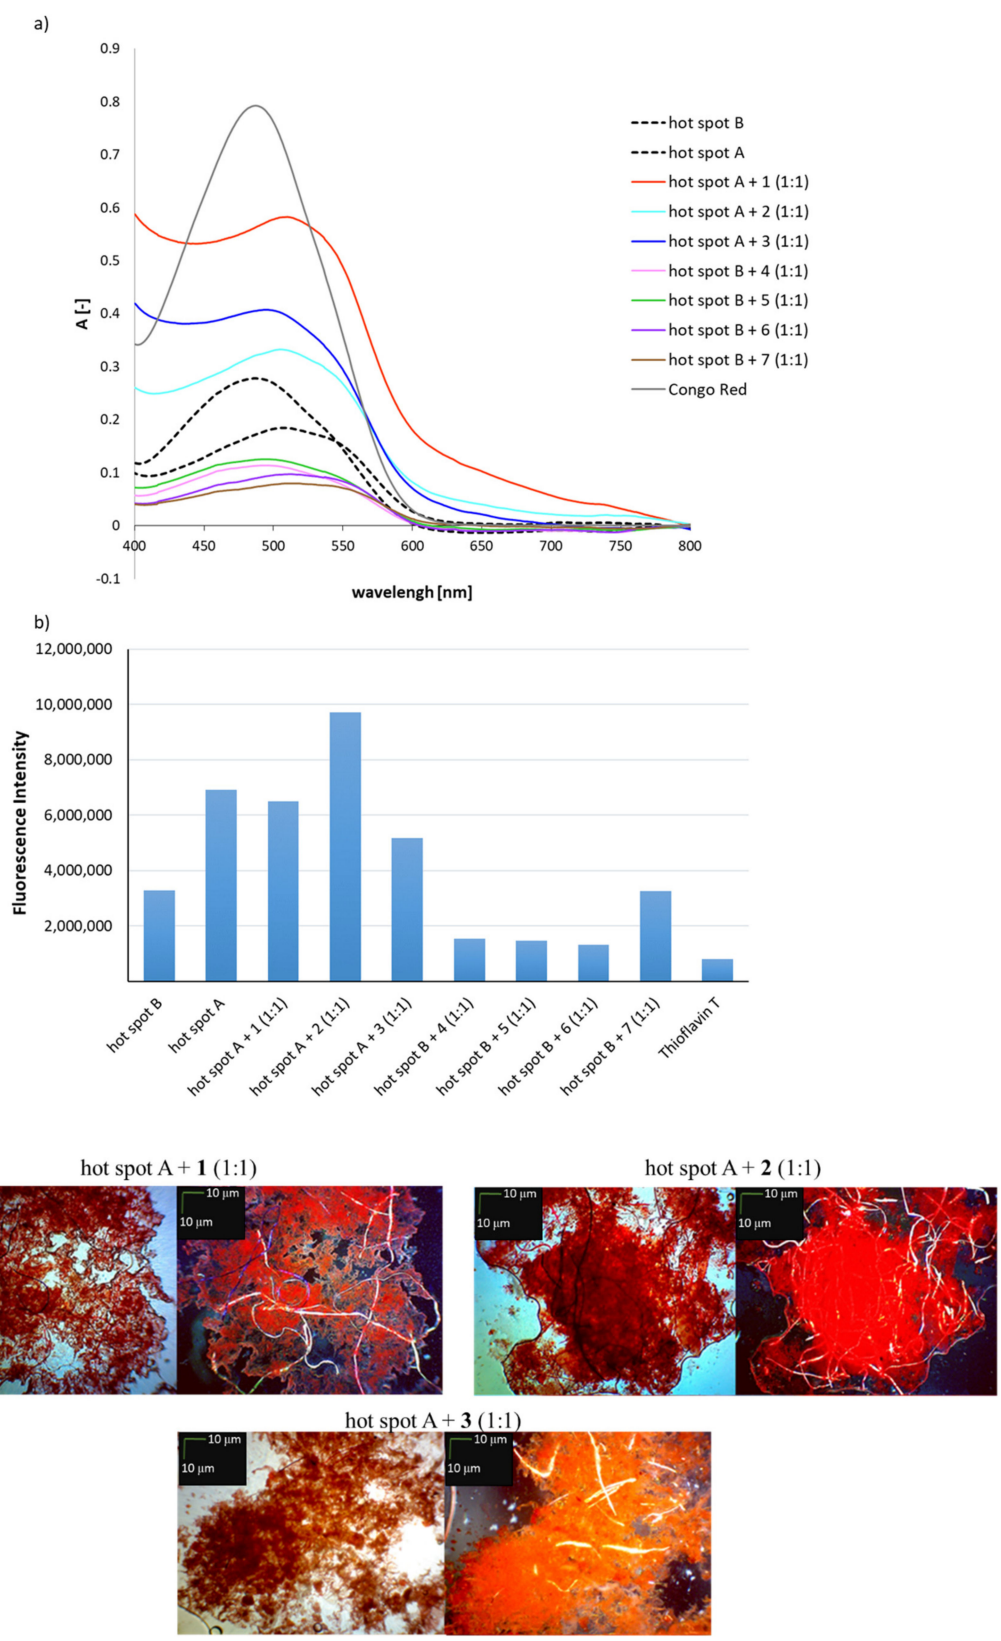 a)
0.9
0.8
0.7
0.6
0.5
0.4
0.3
0.2
0.1
0
-0.1
A [-]
400 450 500 550 600 650 700 750 800
wavelengh [nm]
hot spot B
hot spot A
hot spot A + 1 (1:1)
hot spot A + 2 (1:1)
hot spot A + 3 (1:1)
hot spot B + 4 (1:1)
hot spot B + 5 (1:1)
hot spot B + 6 (1:1)
hot spot B + 7 (1:1)
Congo Red
b)
12,000,000
10,000,000
8,000,000
6,000,000
4,000,000
2,000,000
Fluorescence Intensity
hot spot B
hot spot A
hot spot A + 1 (1:1)
hot spot A + 2 (1:1)
hot spot A + 3 (1:1)
hot spot B + 4 (1:1)
hot spot B + 5 (1:1)
hot spot B + 6 (1:1)
hot spot B + 7 (1:1)
Thioflavin T
hot spot A + 1 (1:1)
10 μm
10 μm
hot spot A + 2 (1:1)
10 μm
10 μm
10 μm
10 μm
hot spot A + 3 (1:1)
10 μm
10 μm
10 μm
10 μm